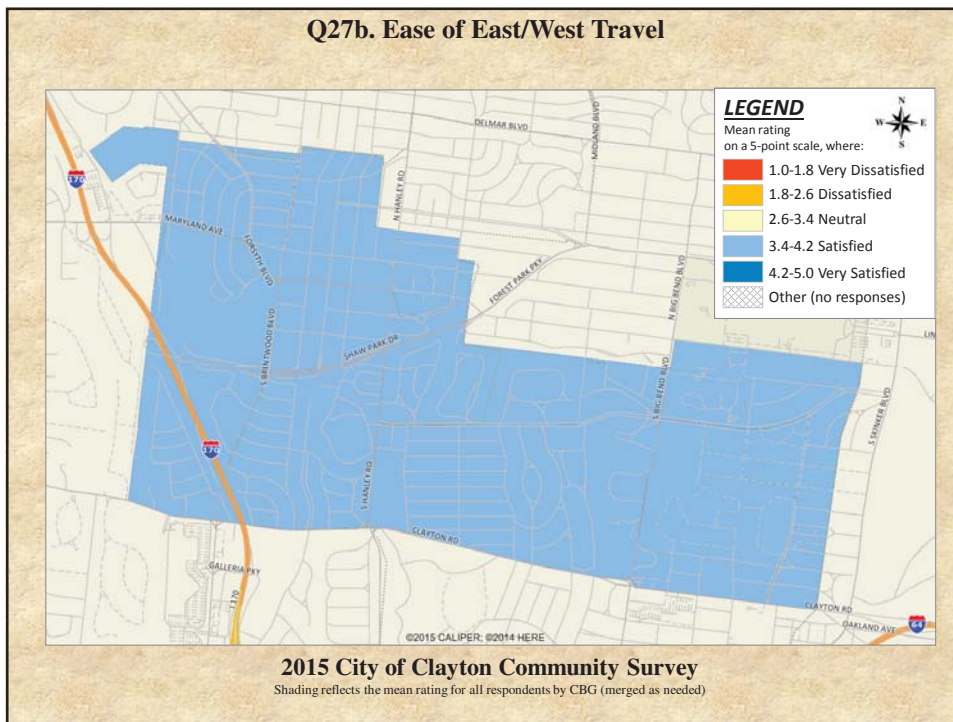 Q27b. Ease of East/West Travel
LEGEND
Mean rating
on a 5-point scale, where:
1.0-1.8 Very Dissatisfied
1.8-2.6 Dissatisfied
2.6-3.4 Neutral
3.4-4.2 Satisfied
4.2-5.0 Very Satisfied
Other (no responses)
N
W E
S
DELMAR BLVD
MIDLAND BLVD
170
N HANLEY RD
MARYLAND AVE
FORSYTH BLVD
FOREST PARK PKY
N BIG BEND BLVD
LIN
SHAW PARK DR
S BRENTWOOD BLVD
S BIG BEND BLVD
S SKINKER BLVD
170
S HANLEY RD
CLAYTON RD
GALLERIA PKY
I 170
CLAYTON RD
OAKLAND AVE
64
©2015 CALIPER; ©2014 HERE
2015 City of Clayton Community Survey
Shading reflects the mean rating for all respondents by CBG (merged as needed)